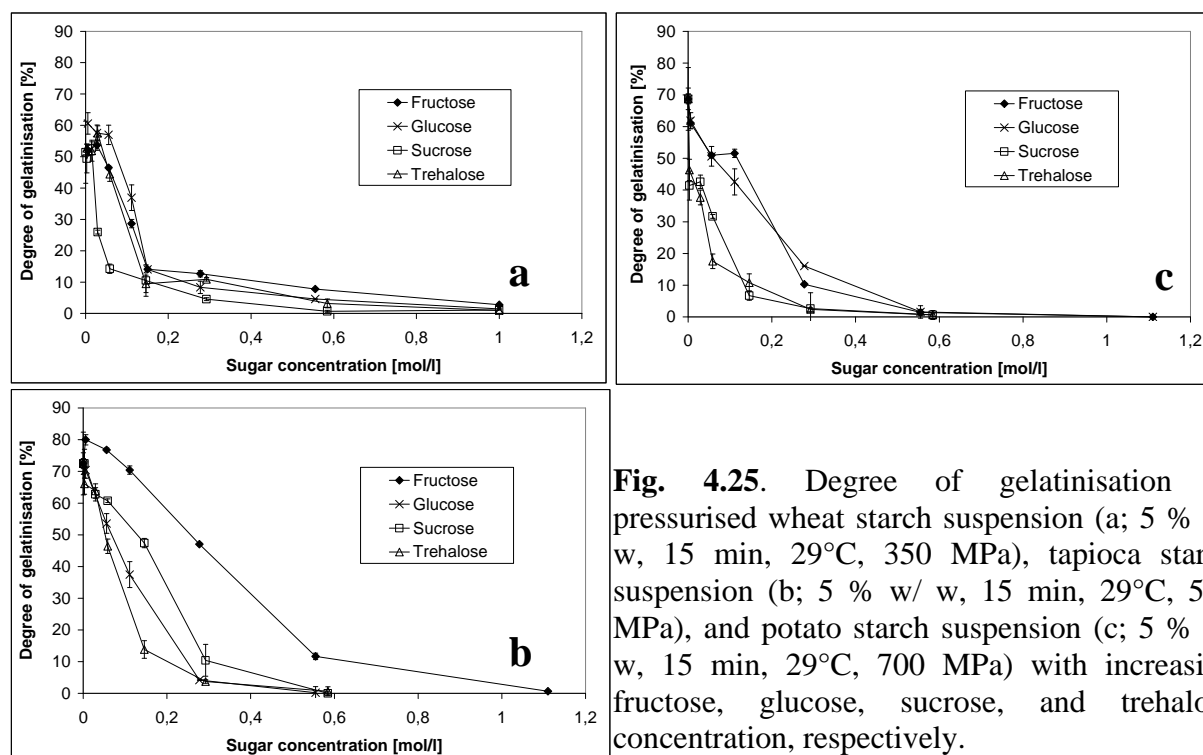 90
80
70
60
50
40
30
20
10
0
Degree of gelatinisation [%]
Fructose
Glucose
Sucrose
Trehalose
a
0 0,2 0,4 0,6 0,8 1 1,2
Sugar concentration [mol/l]
90
80
70
60
50
40
30
20
10
0
Degree of gelatinisation [%]
Fructose
Glucose
Sucrose
Trehalose
c
0 0,2 0,4 0,6 0,8 1 1,2
Sugar concentration [mol/l]
90
80
70
60
50
40
30
20
10
0
Degree of gelatinisation [%]
Fructose
Glucose
Sucrose
Trehalose
b
0 0,2 0,4 0,6 0,8 1 1,2
Sugar concentration [mol/l]
Fig. 4.25. Degree of gelatinisation
pressurised wheat starch suspension (a; 5 %
w, 15 min, 29°C, 350 MPa), tapioca star
suspension (b; 5 % w/ w, 15 min, 29°C, 5
MPa), and potato starch suspension (c; 5 %
w, 15 min, 29°C, 700 MPa) with increasi
fructose, glucose, sucrose, and trehalo
concentration, respectively.